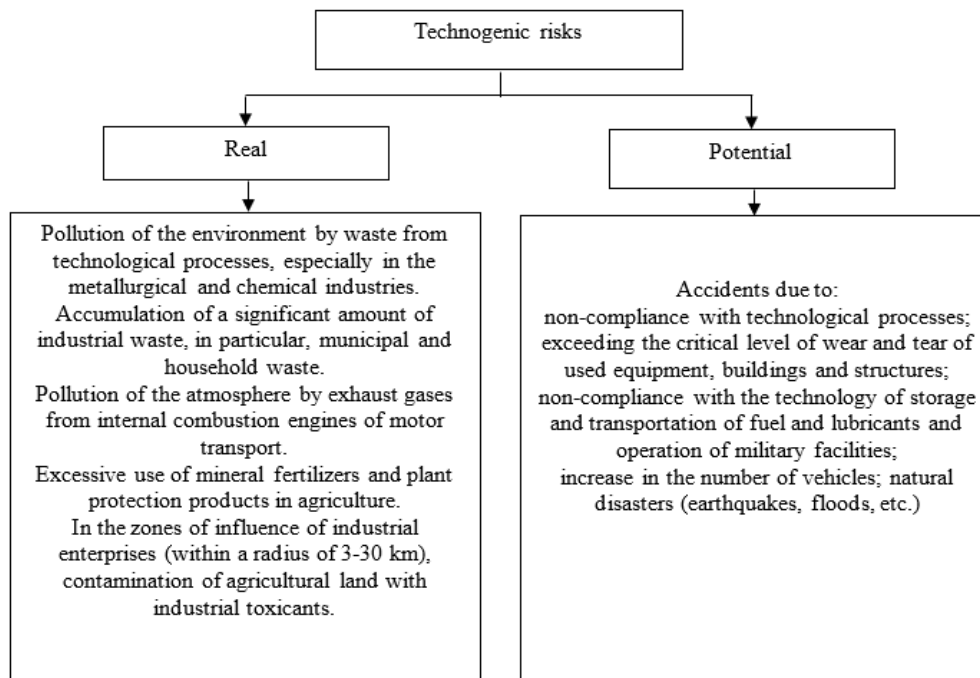 Technogenic risks
Real
Potential
Pollution of the environment by waste from
technological processes, especially in the
metallurgical and chemical industries.
Accumulation of a significant amount of
industrial waste, in particular, municipal and
household waste.
Pollution of the atmosphere by exhaust gases
from internal combustion engines of motor
transport.
Excessive use of mineral fertilizers and plant
protection products in agriculture.
In the zones of influence of industrial
enterprises (within a radius of 3-30 km),
contamination of agricultural land with
industrial toxicants.
Accidents due to:
non-compliance with technological processes;
exceeding the critical level of wear and tear of
used equipment, buildings and structures;
non-compliance with the technology of storage
and transportation of fuel and lubricants and
operation of military facilities;
increase in the number of vehicles; natural
disasters (earthquakes, floods, etc.)